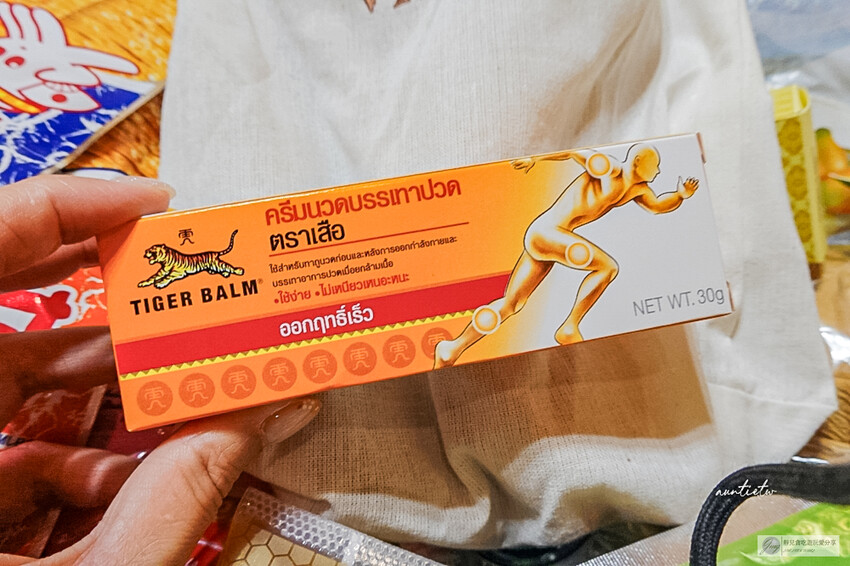 ครีมนวดบรรเทาปวด
ตราเสือ
ใช้สำหรับทาถูนวดก่อนและหลังการออกกำลังกายและ
บรรเทาอาการปวดเมื่อยกล้ามเนื้อ
•ใช้ง่าย •ไม่เหนียวเหนอะหนะ
TIGER BALM®
ออกฤทธิ์เร็ว
NET WT. 30g
auntietw